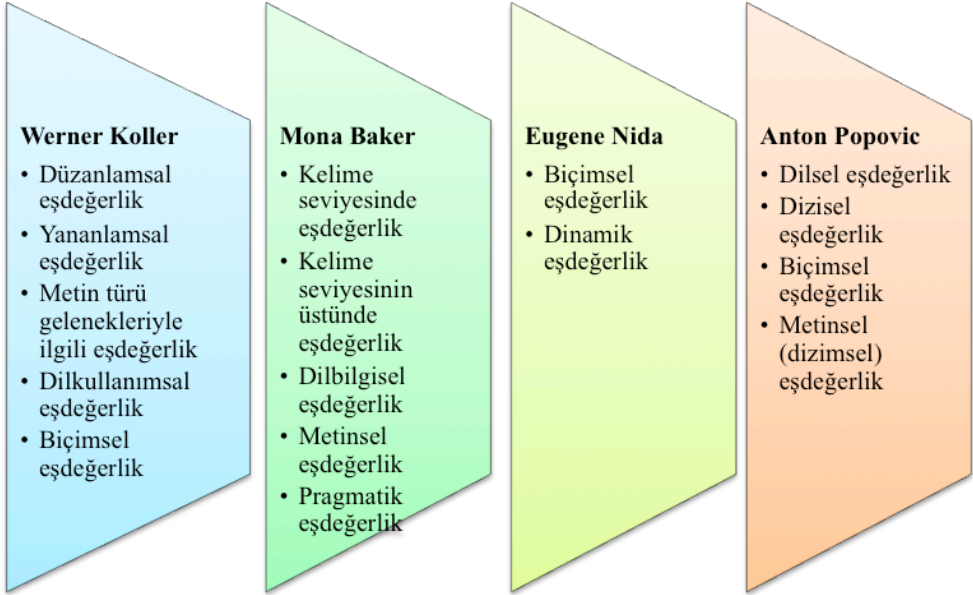 Werner Koller
• Düzanlamsal
eşdeğerlik
• Yananlamsal
eşdeğerlik
• Metin türü
gelenekleriyle
ilgili eşdeğerlik
• Dilkullanımsal
eşdeğerlik
• Biçimsel
eşdeğerlik
Mona Baker
• Kelime
seviyesinde
eşdeğerlik
• Kelime
seviyesinin
üstünde
eşdeğerlik
• Dilbilgisel
eşdeğerlik
• Metinsel
eşdeğerlik
• Pragmatik
eşdeğerlik
Eugene Nida
• Biçimsel
eşdeğerlik
• Dinamik
eşdeğerlik
Anton Popovic
• Dilsel eşdeğerlik
• Dizisel
eşdeğerlik
• Biçimsel
eşdeğerlik
• Metinsel
(dizimsel)
eşdeğerlik